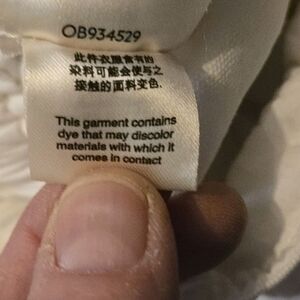 OB934529
此件衣服含有的
染料可能会使与之
接触的面料变色.
This garment contains
dye that may discolor
materials with which it
comes in contact